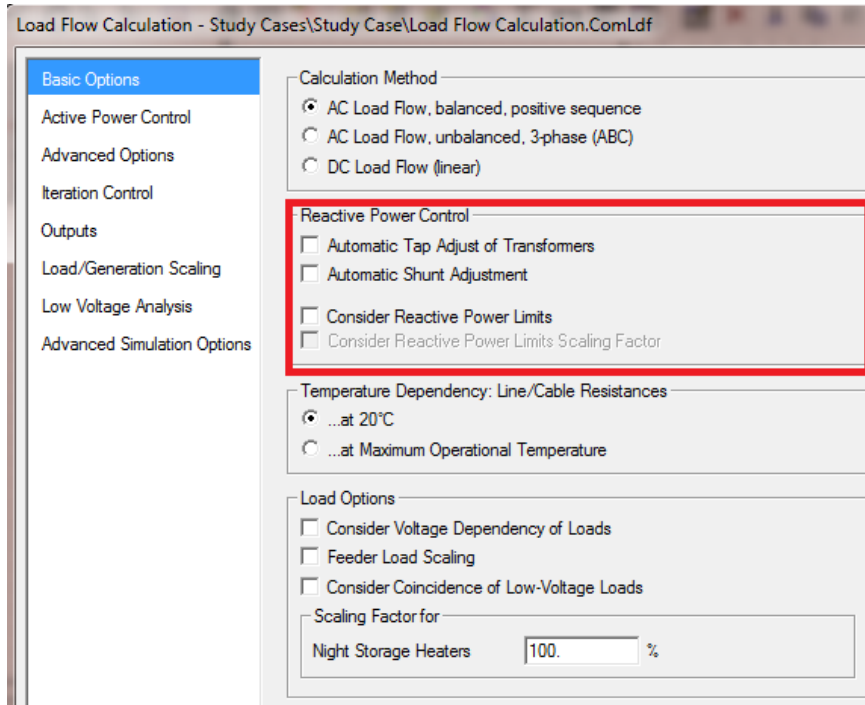 Load Flow Calculation - Study Cases\Study Case\Load Flow Calculation.ComLdf
Basic Options
Active Power Control
Advanced Options
Iteration Control
Outputs
Load/Generation Scaling
Low Voltage Analysis
Advanced Simulation Options
Calculation Method
AC Load Flow, balanced, positive sequence
AC Load Flow, unbalanced, 3-phase (ABC)
DC Load Flow (linear)
Reactive Power Control
Automatic Tap Adjust of Transformers
Automatic Shunt Adjustment
Consider Reactive Power Limits
Consider Reactive Power Limits Scaling Factor
Temperature Dependency: Line/Cable Resistances
...at 20°C
...at Maximum Operational Temperature
Load Options
Consider Voltage Dependency of Loads
Feeder Load Scaling
Consider Coincidence of Low-Voltage Loads
Scaling Factor for
Night Storage Heaters 100. %